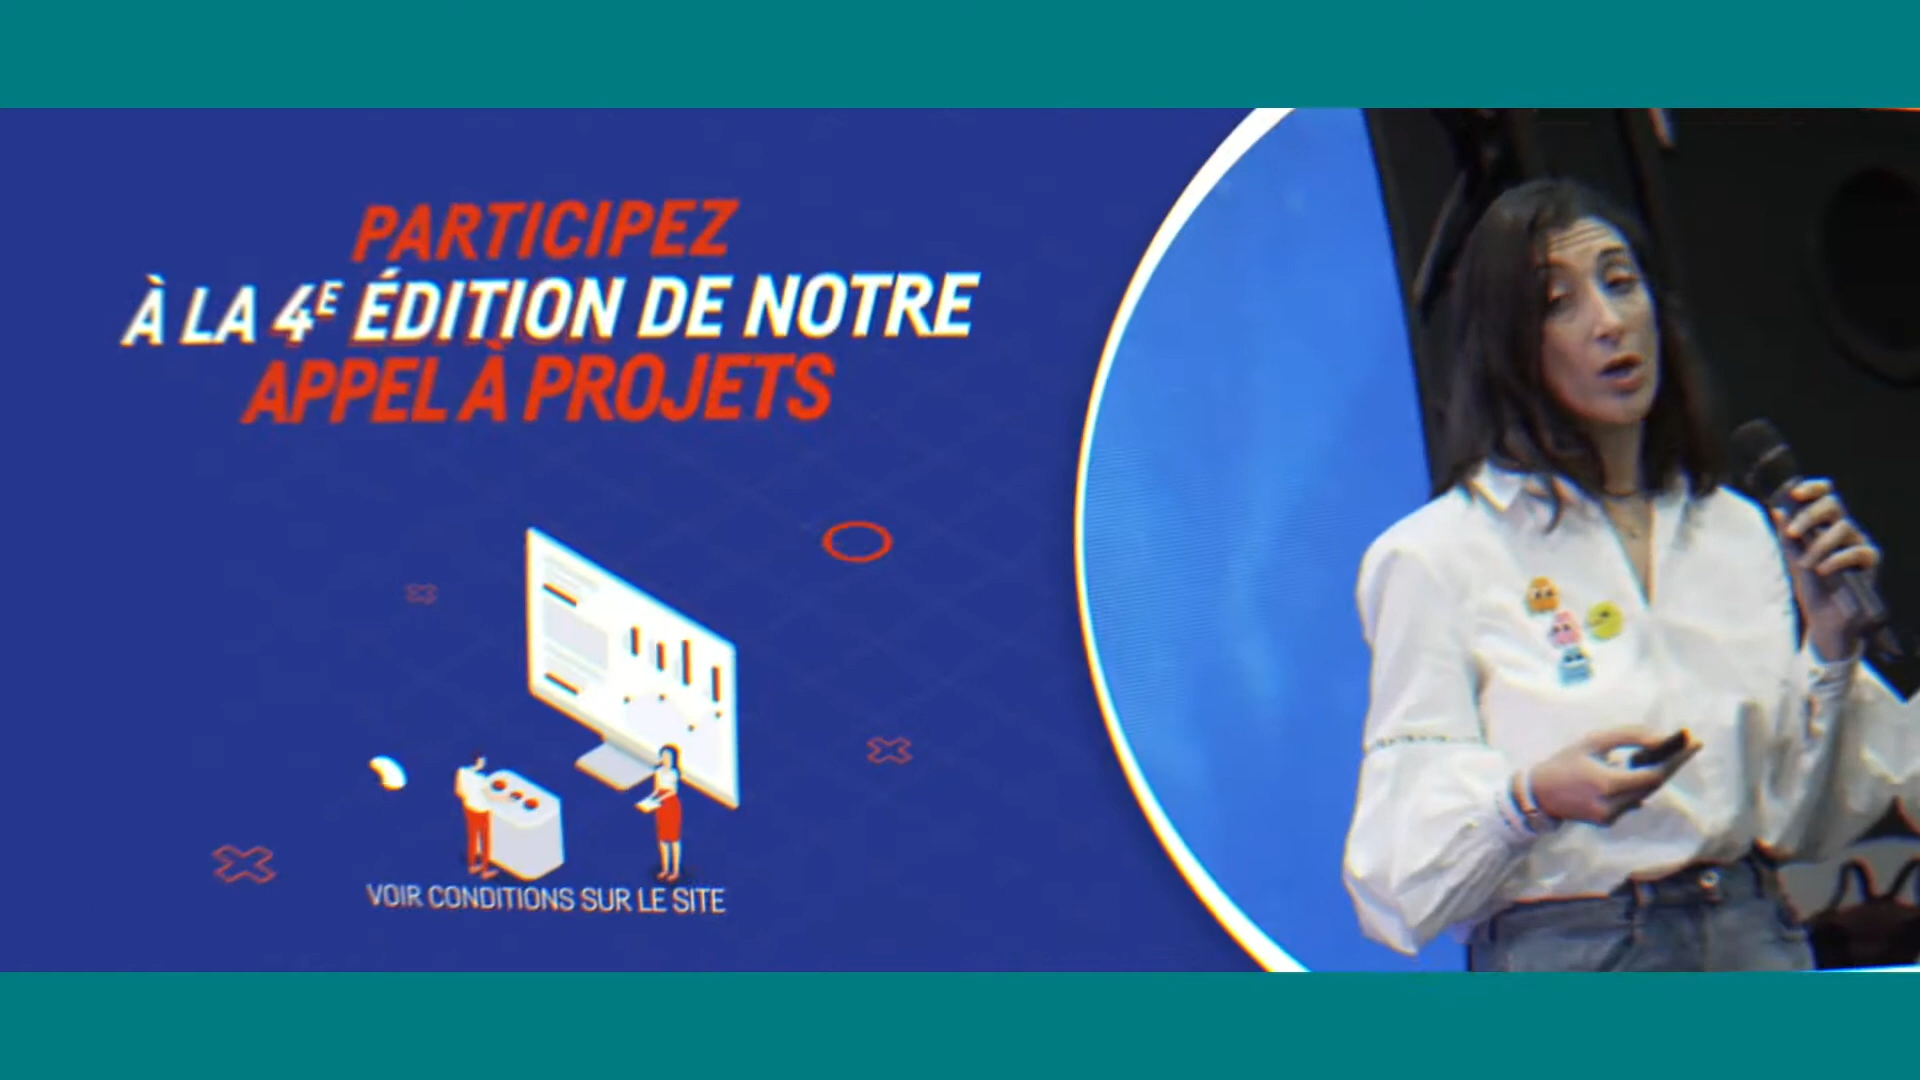 PARTICIPEZ
À LA 4E ÉDITION DE NOTRE
APPEL À PROJETS
VOIR CONDITIONS SUR LE SITE